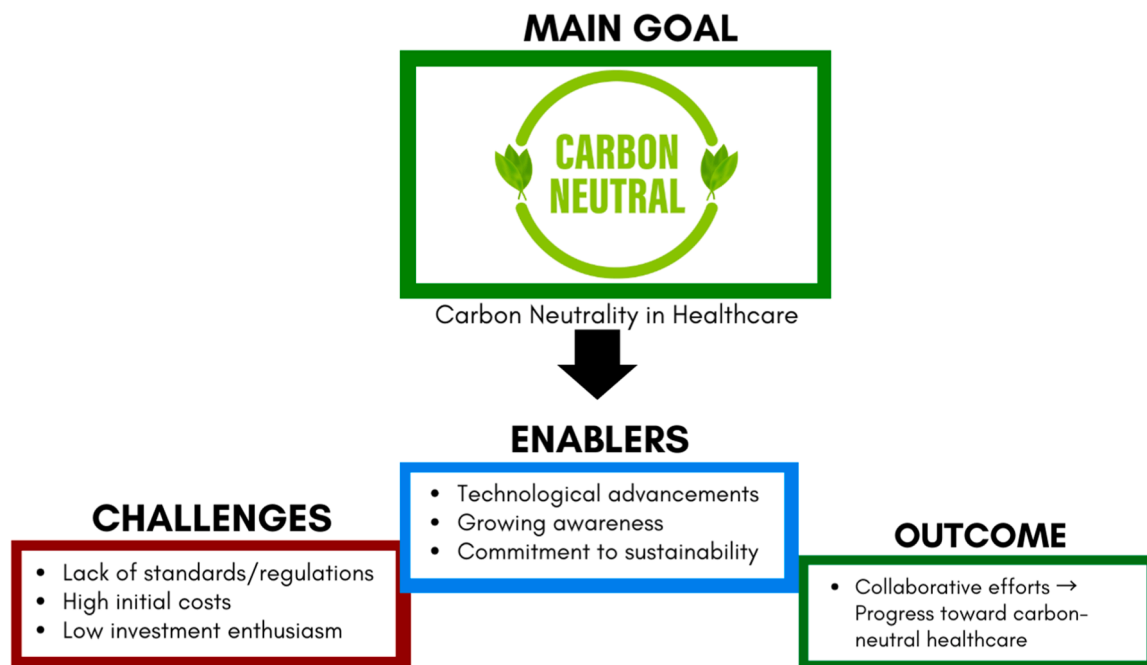 MAIN GOAL
CARBON
NEUTRAL
Carbon Neutrality in Healthcare
ENABLERS
• Technological advancements
• Growing awareness
• Commitment to sustainability
CHALLENGES
• Lack of standards/regulations
• High initial costs
• Low investment enthusiasm
OUTCOME
• Collaborative efforts →
Progress toward carbon-
neutral healthcare